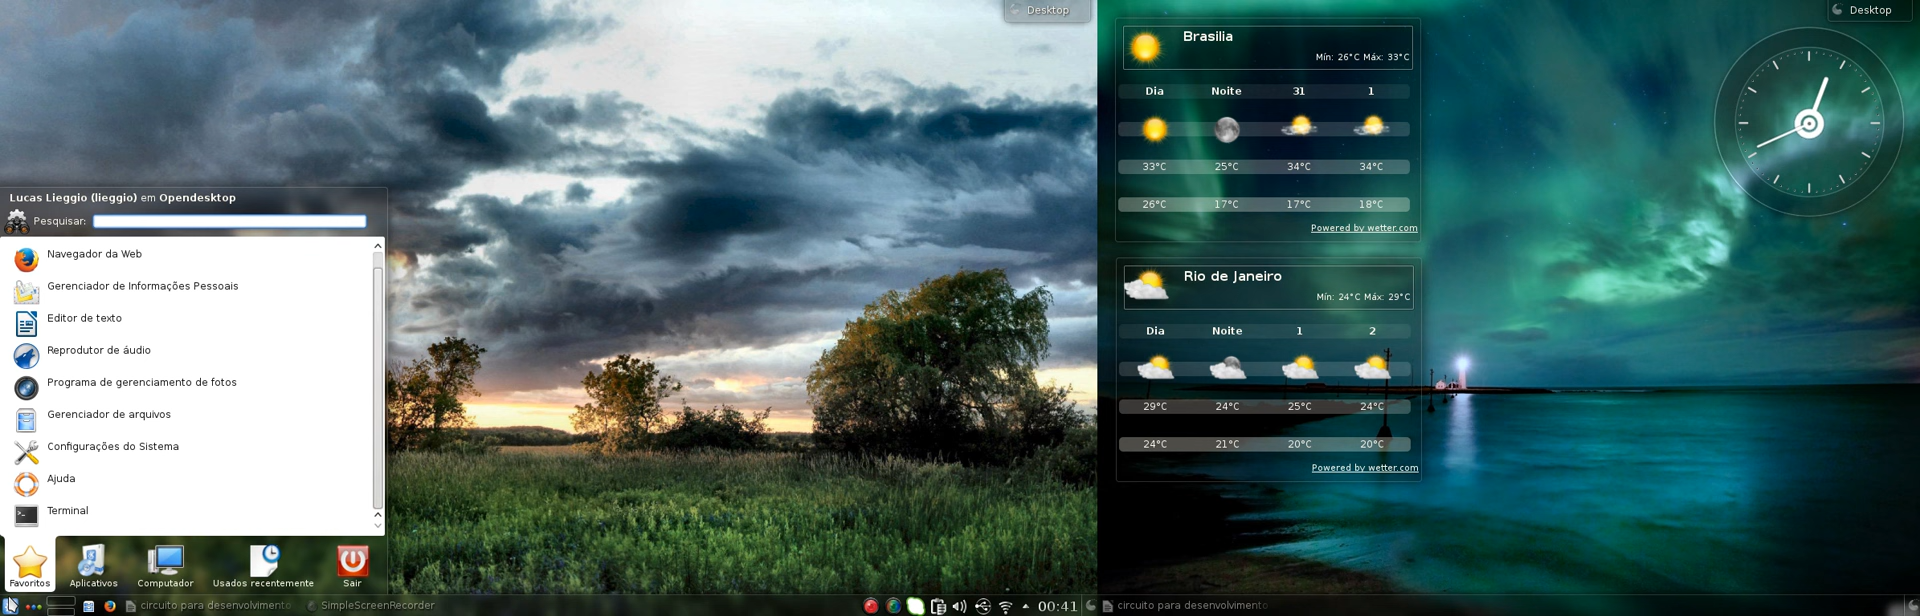 Desktop
Lucas Lieggio (lieggio) em Opendesktop
Pesquisar:
Navegador da Web
Gerenciador de Informações Pessoais
Editor de texto
Reprodutor de áudio
Programa de gerenciamento de fotos
Gerenciador de arquivos
Configurações do Sistema
Ajuda
Terminal
Favoritos Aplicativos Computador Usados recentemente Sair
circuito para desenvolvimento SimpleScreenRecorder 00:41
Desktop
Brasilia
Mín: 26°C Máx: 33°C
Dia Noite 31 1
33°C 25°C 34°C 34°C
26°C 17°C 17°C 18°C
Powered by wetter.com
Rio de Janeiro
Mín: 24°C Máx: 29°C
Dia Noite 1 2
29°C 24°C 25°C 24°C
24°C 21°C 20°C 20°C
Powered by wetter.com
circuito para desenvolvimento